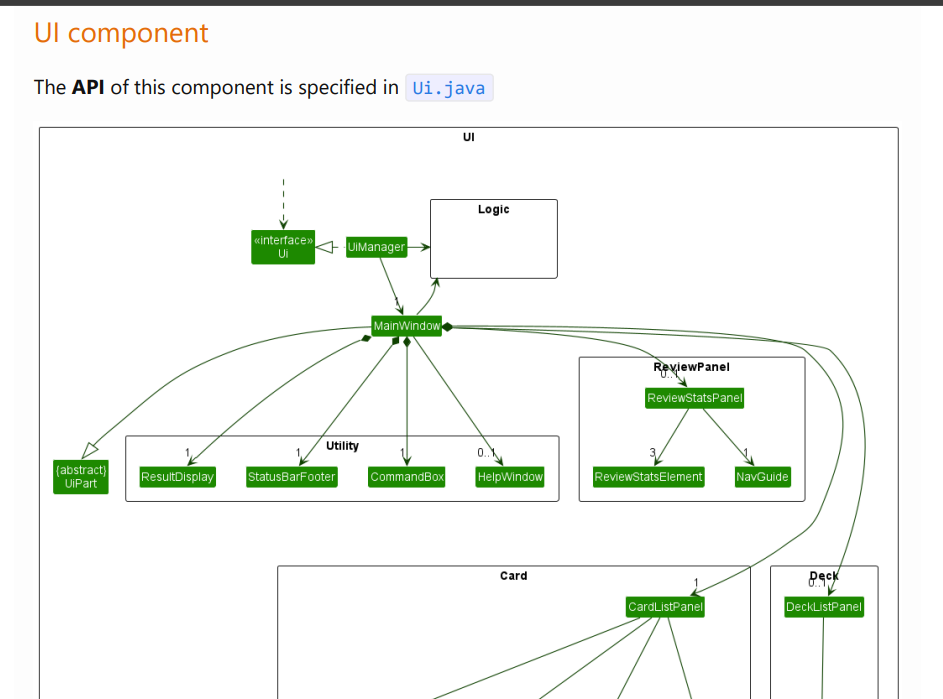 UI component
The API of this component is specified in Ui.java
UI
Logic
«interface»
Ui
UiManager
1
MainWindow
ReviewPanel
0..1
ReviewStatsPanel
Utility
1
1
1
0..1
3
1
{abstract}
UiPart
ResultDisplay
StatusBarFooter
CommandBox
HelpWindow
ReviewStatsElement
NavGuide
Card
Deck
1
0..1
CardListPanel
DeckListPanel